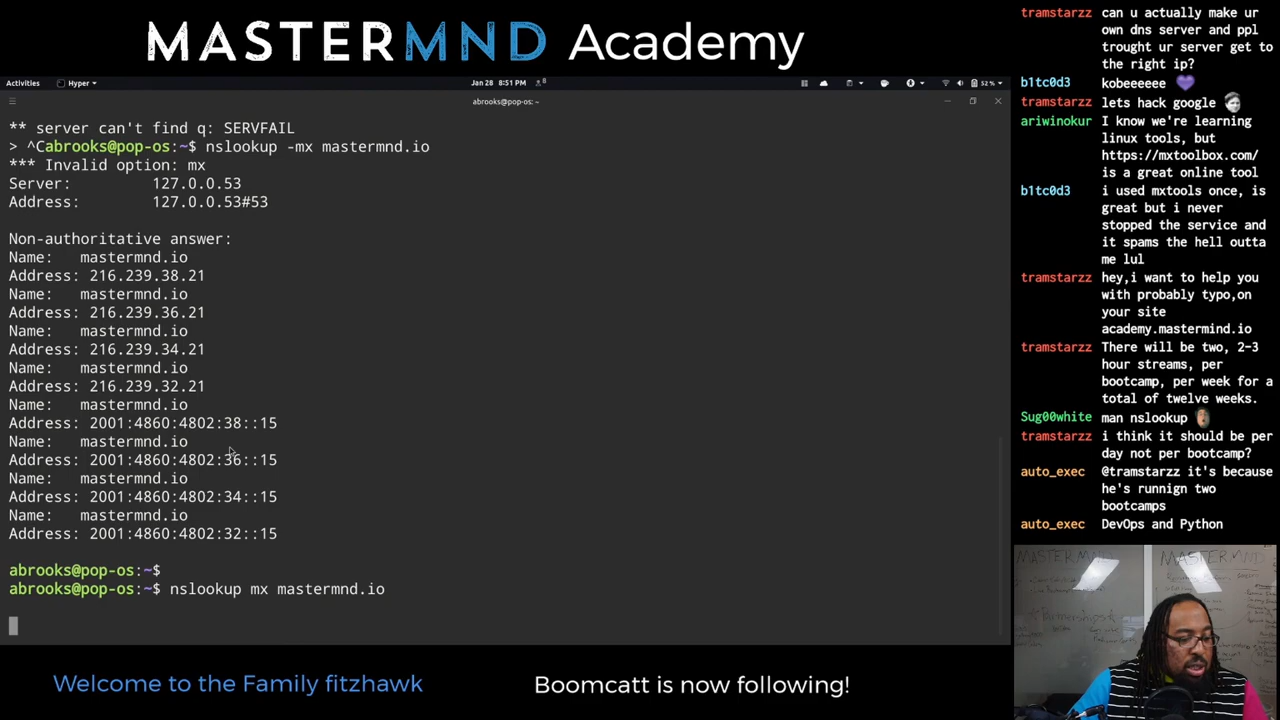 MASTERMND Academy
Activities
Hyper
Jan 28 8:51 PM
8
52 %
abrooks@pop-os: ~
** server can't find q: SERVFAIL
> ^Cabrooks@pop-os:~$ nslookup -mx mastermnd.io
*** Invalid option: mx
Server: 127.0.0.53
Address: 127.0.0.53#53
Non-authoritative answer:
Name: mastermnd.io
Address: 216.239.38.21
Name: mastermnd.io
Address: 216.239.36.21
Name: mastermnd.io
Address: 216.239.34.21
Name: mastermnd.io
Address: 216.239.32.21
Name: mastermnd.io
Address: 2001:4860:4802:38::15
Name: mastermnd.io
Address: 2001:4860:4802:36::15
Name: mastermnd.io
Address: 2001:4860:4802:34::15
Name: mastermnd.io
Address: 2001:4860:4802:32::15
abrooks@pop-os:~$
abrooks@pop-os:~$ nslookup mx mastermnd.io
tramstarzz can u actually make ur
own dns server and ppl
trought ur server get to
the right ip?
b1tc0d3 kobeeeeee
tramstarzz lets hack google
ariwinokur I know we're learning
linux tools, but
https://mxtoolbox.com/
is a great online tool
b1tc0d3 i used mxtools once, is
great but i never
stopped the service and
it spams the hell outta
me lul
tramstarzz hey,i want to help you
with probably typo,on
your site
academy.mastermind.io
tramstarzz There will be two, 2-3
hour streams, per
bootcamp, per week for a
total of twelve weeks.
Sug00white man nslookup
tramstarzz i think it should be per
day not per bootcamp?
auto_exec @tramstarzz it's because
he's runnign two
bootcamps
auto_exec DevOps and Python
MASTERMND
MASTERMND
Welcome to the Family fitzhawk
Boomcatt is now following!